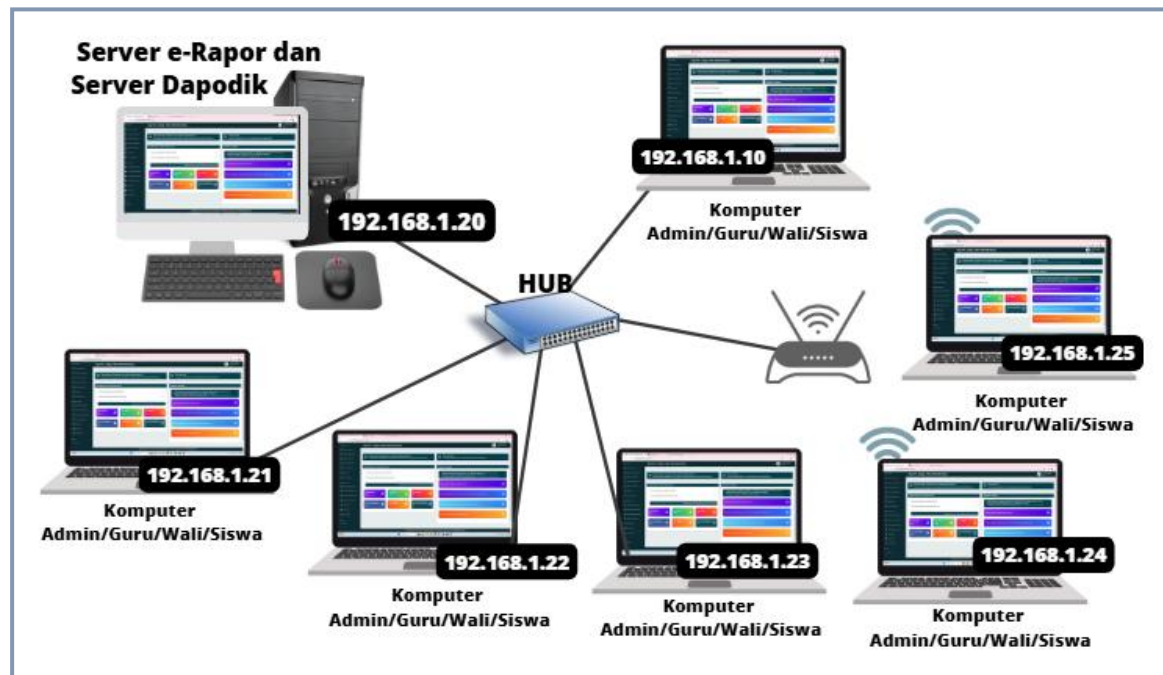 Server e-Rapor dan
Server Dapodik
192.168.1.20
192.168.1.10
Komputer
Admin/Guru/Wali/Siswa
HUB
192.168.1.25
Komputer
Admin/Guru/Wali/Siswa
192.168.1.21
Komputer
Admin/Guru/Wali/Siswa
192.168.1.22
Komputer
Admin/Guru/Wali/Siswa
192.168.1.23
Komputer
Admin/Guru/Wali/Siswa
192.168.1.24
Komputer
Admin/Guru/Wali/Siswa